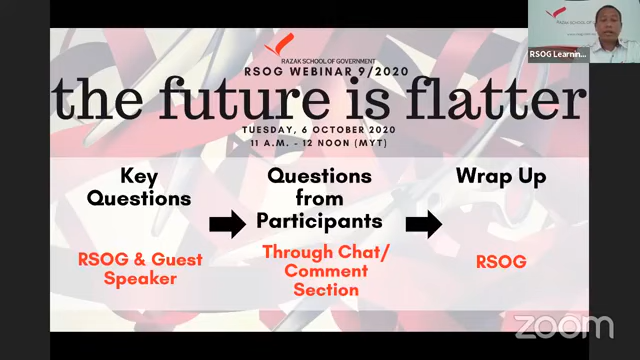 RAZAK SCHOOL OF GOVERNMENT
RSOG WEBINAR 9/2020
the future is flatter
TUESDAY, 6 OCTOBER 2020
11 A.M. - 12 NOON (MYT)
Key
Questions
Questions
from
Participants
Wrap Up
RSOG & Guest
Speaker
Through Chat/
Comment
Section
RSOG
RSOG Learnin...
zoom